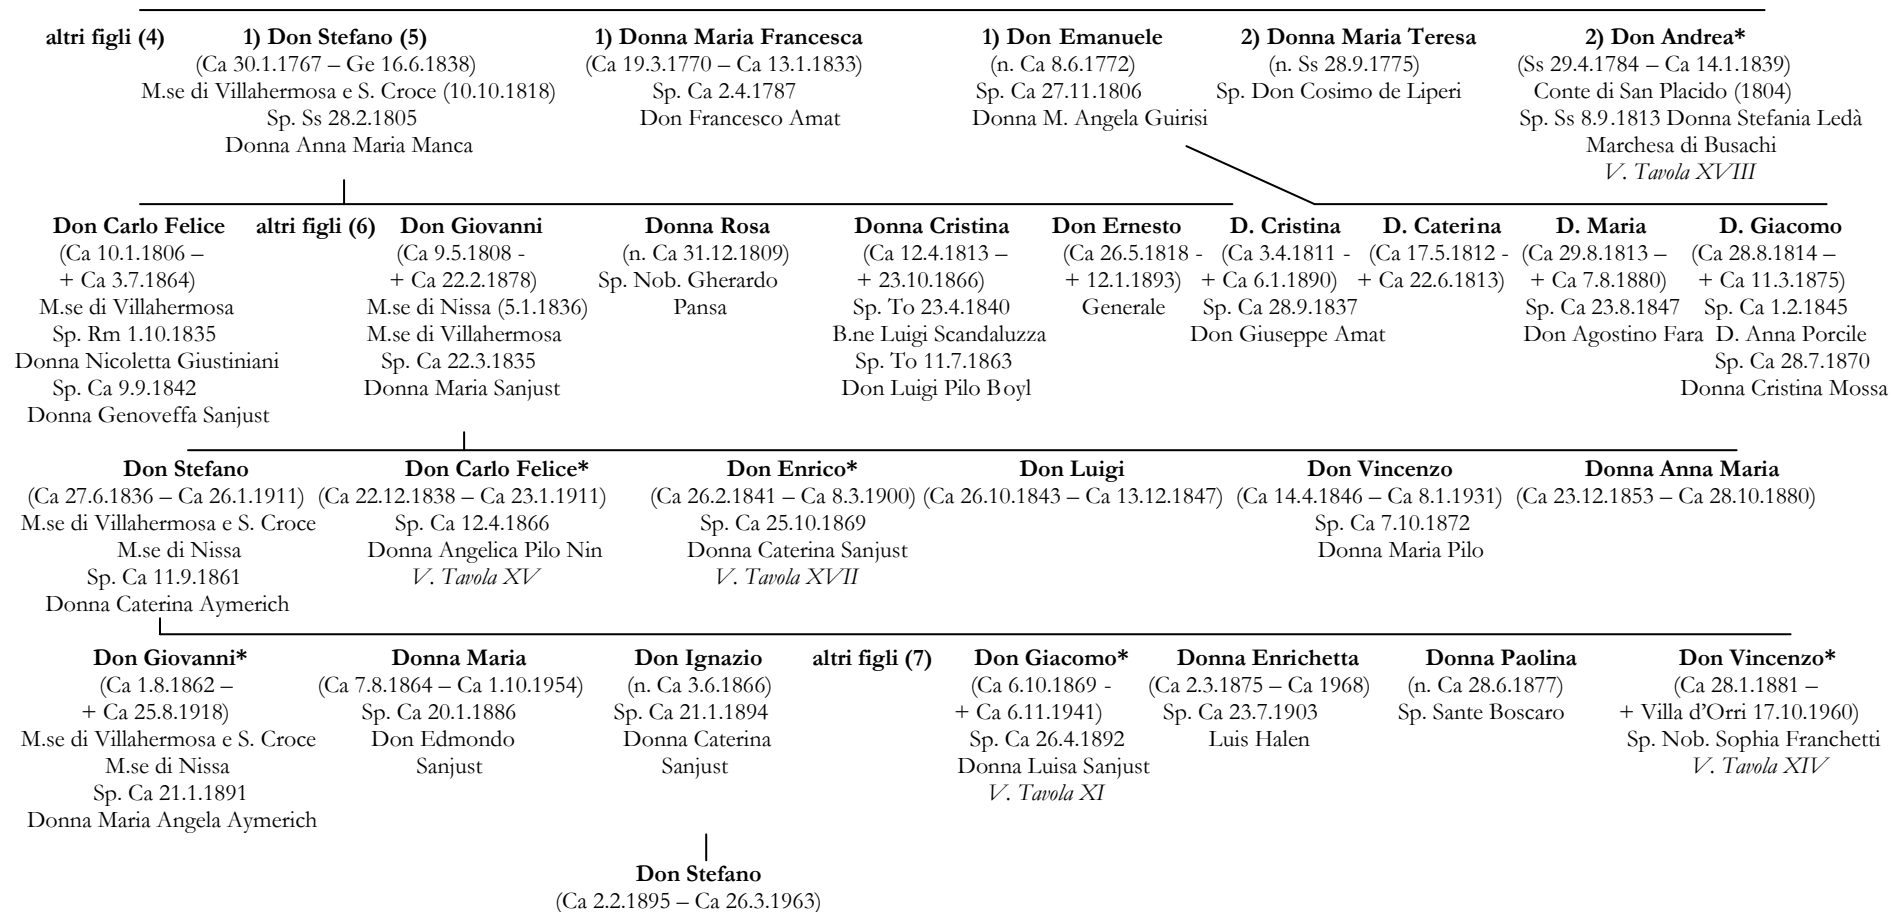 altri figli (4)
1) Don Stefano (5)
(Ca 30.1.1767 – Ge 16.6.1838)
M.se di Villahermosa e S. Croce (10.10.1818)
Sp. Ss 28.2.1805
Donna Anna Maria Manca
1) Donna Maria Francesca
(Ca 19.3.1770 – Ca 13.1.1833)
Sp. Ca 2.4.1787
Don Francesco Amat
1) Don Emanuele
(n. Ca 8.6.1772)
Sp. Ca 27.11.1806
Donna M. Angela Guirisi
2) Donna Maria Teresa
(n. Ss 28.9.1775)
Sp. Don Cosimo de Liperi
2) Don Andrea*
(Ss 29.4.1784 – Ca 14.1.1839)
Conte di San Placido (1804)
Sp. Ss 8.9.1813 Donna Stefania Ledà
Marchesa di Busachi
V. Tavola XVIII
Don Carlo Felice
(Ca 10.1.1806 –
+ Ca 3.7.1864)
M.se di Villahermosa
Sp. Rm 1.10.1835
Donna Nicoletta Giustiniani
Sp. Ca 9.9.1842
Donna Genoveffa Sanjust
altri figli (6)
Don Giovanni
(Ca 9.5.1808 -
+ Ca 22.2.1878)
M.se di Nissa (5.1.1836)
M.se di Villahermosa
Sp. Ca 22.3.1835
Donna Maria Sanjust
Donna Rosa
(n. Ca 31.12.1809)
Sp. Nob. Gherardo
Pansa
Donna Cristina
(Ca 12.4.1813 –
+ 23.10.1866)
Sp. To 23.4.1840
B.ne Luigi Scandaluzza
Sp. To 11.7.1863
Don Luigi Pilo Boyl
Don Ernesto
(Ca 26.5.1818 -
+ 12.1.1893)
Generale
D. Cristina
(Ca 3.4.1811 -
+ Ca 6.1.1890)
Sp. Ca 28.9.1837
Don Giuseppe Amat
D. Caterina
(Ca 17.5.1812 -
+ Ca 22.6.1813)
D. Maria
(Ca 29.8.1813 –
+ Ca 7.8.1880)
Sp. Ca 23.8.1847
Don Agostino Fara
D. Giacomo
(Ca 28.8.1814 –
+ Ca 11.3.1875)
Sp. Ca 1.2.1845
D. Anna Porcile
Sp. Ca 28.7.1870
Donna Cristina Mossa
Don Stefano
(Ca 27.6.1836 – Ca 26.1.1911)
M.se di Villahermosa e S. Croce
M.se di Nissa
Sp. Ca 11.9.1861
Donna Caterina Aymerich
Don Carlo Felice*
(Ca 22.12.1838 – Ca 23.1.1911)
Sp. Ca 12.4.1866
Donna Angelica Pilo Nin
V. Tavola XV
Don Enrico*
(Ca 26.2.1841 – Ca 8.3.1900)
Sp. Ca 25.10.1869
Donna Caterina Sanjust
V. Tavola XVII
Don Luigi
(Ca 26.10.1843 – Ca 13.12.1847)
Don Vincenzo
(Ca 14.4.1846 – Ca 8.1.1931)
Sp. Ca 7.10.1872
Donna Maria Pilo
Donna Anna Maria
(Ca 23.12.1853 – Ca 28.10.1880)
Don Giovanni*
(Ca 1.8.1862 –
+ Ca 25.8.1918)
M.se di Villahermosa e S. Croce
M.se di Nissa
Sp. Ca 21.1.1891
Donna Maria Angela Aymerich
Donna Maria
(Ca 7.8.1864 – Ca 1.10.1954)
Sp. Ca 20.1.1886
Don Edmondo
Sanjust
Don Ignazio
(n. Ca 3.6.1866)
Sp. Ca 21.1.1894
Donna Caterina
Sanjust
altri figli (7)
Don Giacomo*
(Ca 6.10.1869 -
+ Ca 6.11.1941)
Sp. Ca 26.4.1892
Donna Luisa Sanjust
V. Tavola XI
Donna Enrichetta
(Ca 2.3.1875 – Ca 1968)
Sp. Ca 23.7.1903
Luis Halen
Donna Paolina
(n. Ca 28.6.1877)
Sp. Sante Boscaro
Don Vincenzo*
(Ca 28.1.1881 –
+ Villa d'Orri 17.10.1960)
Sp. Nob. Sophia Franchetti
V. Tavola XIV
Don Stefano
(Ca 2.2.1895 – Ca 26.3.1963)